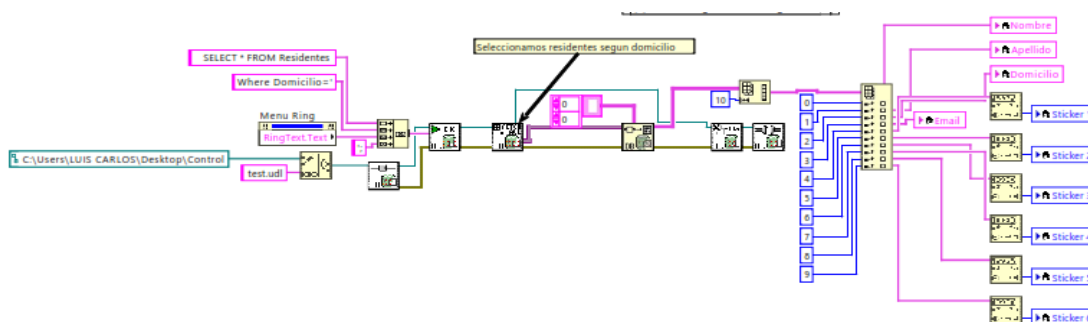 Nombre
Apellido
Domicilio
Seleccionamos residentes segun domicilio
SELECT * FROM Residentes
Where Domicilio='
Menu Ring
RingText.Text
C:\Users\LUIS CARLOS\Desktop\Control
test.udl
0
0
10
Email
0
1
2
3
4
5
6
7
8
9
Sticker
Sticker 2
Sticker
Sticker 4
Sticker
Sticker